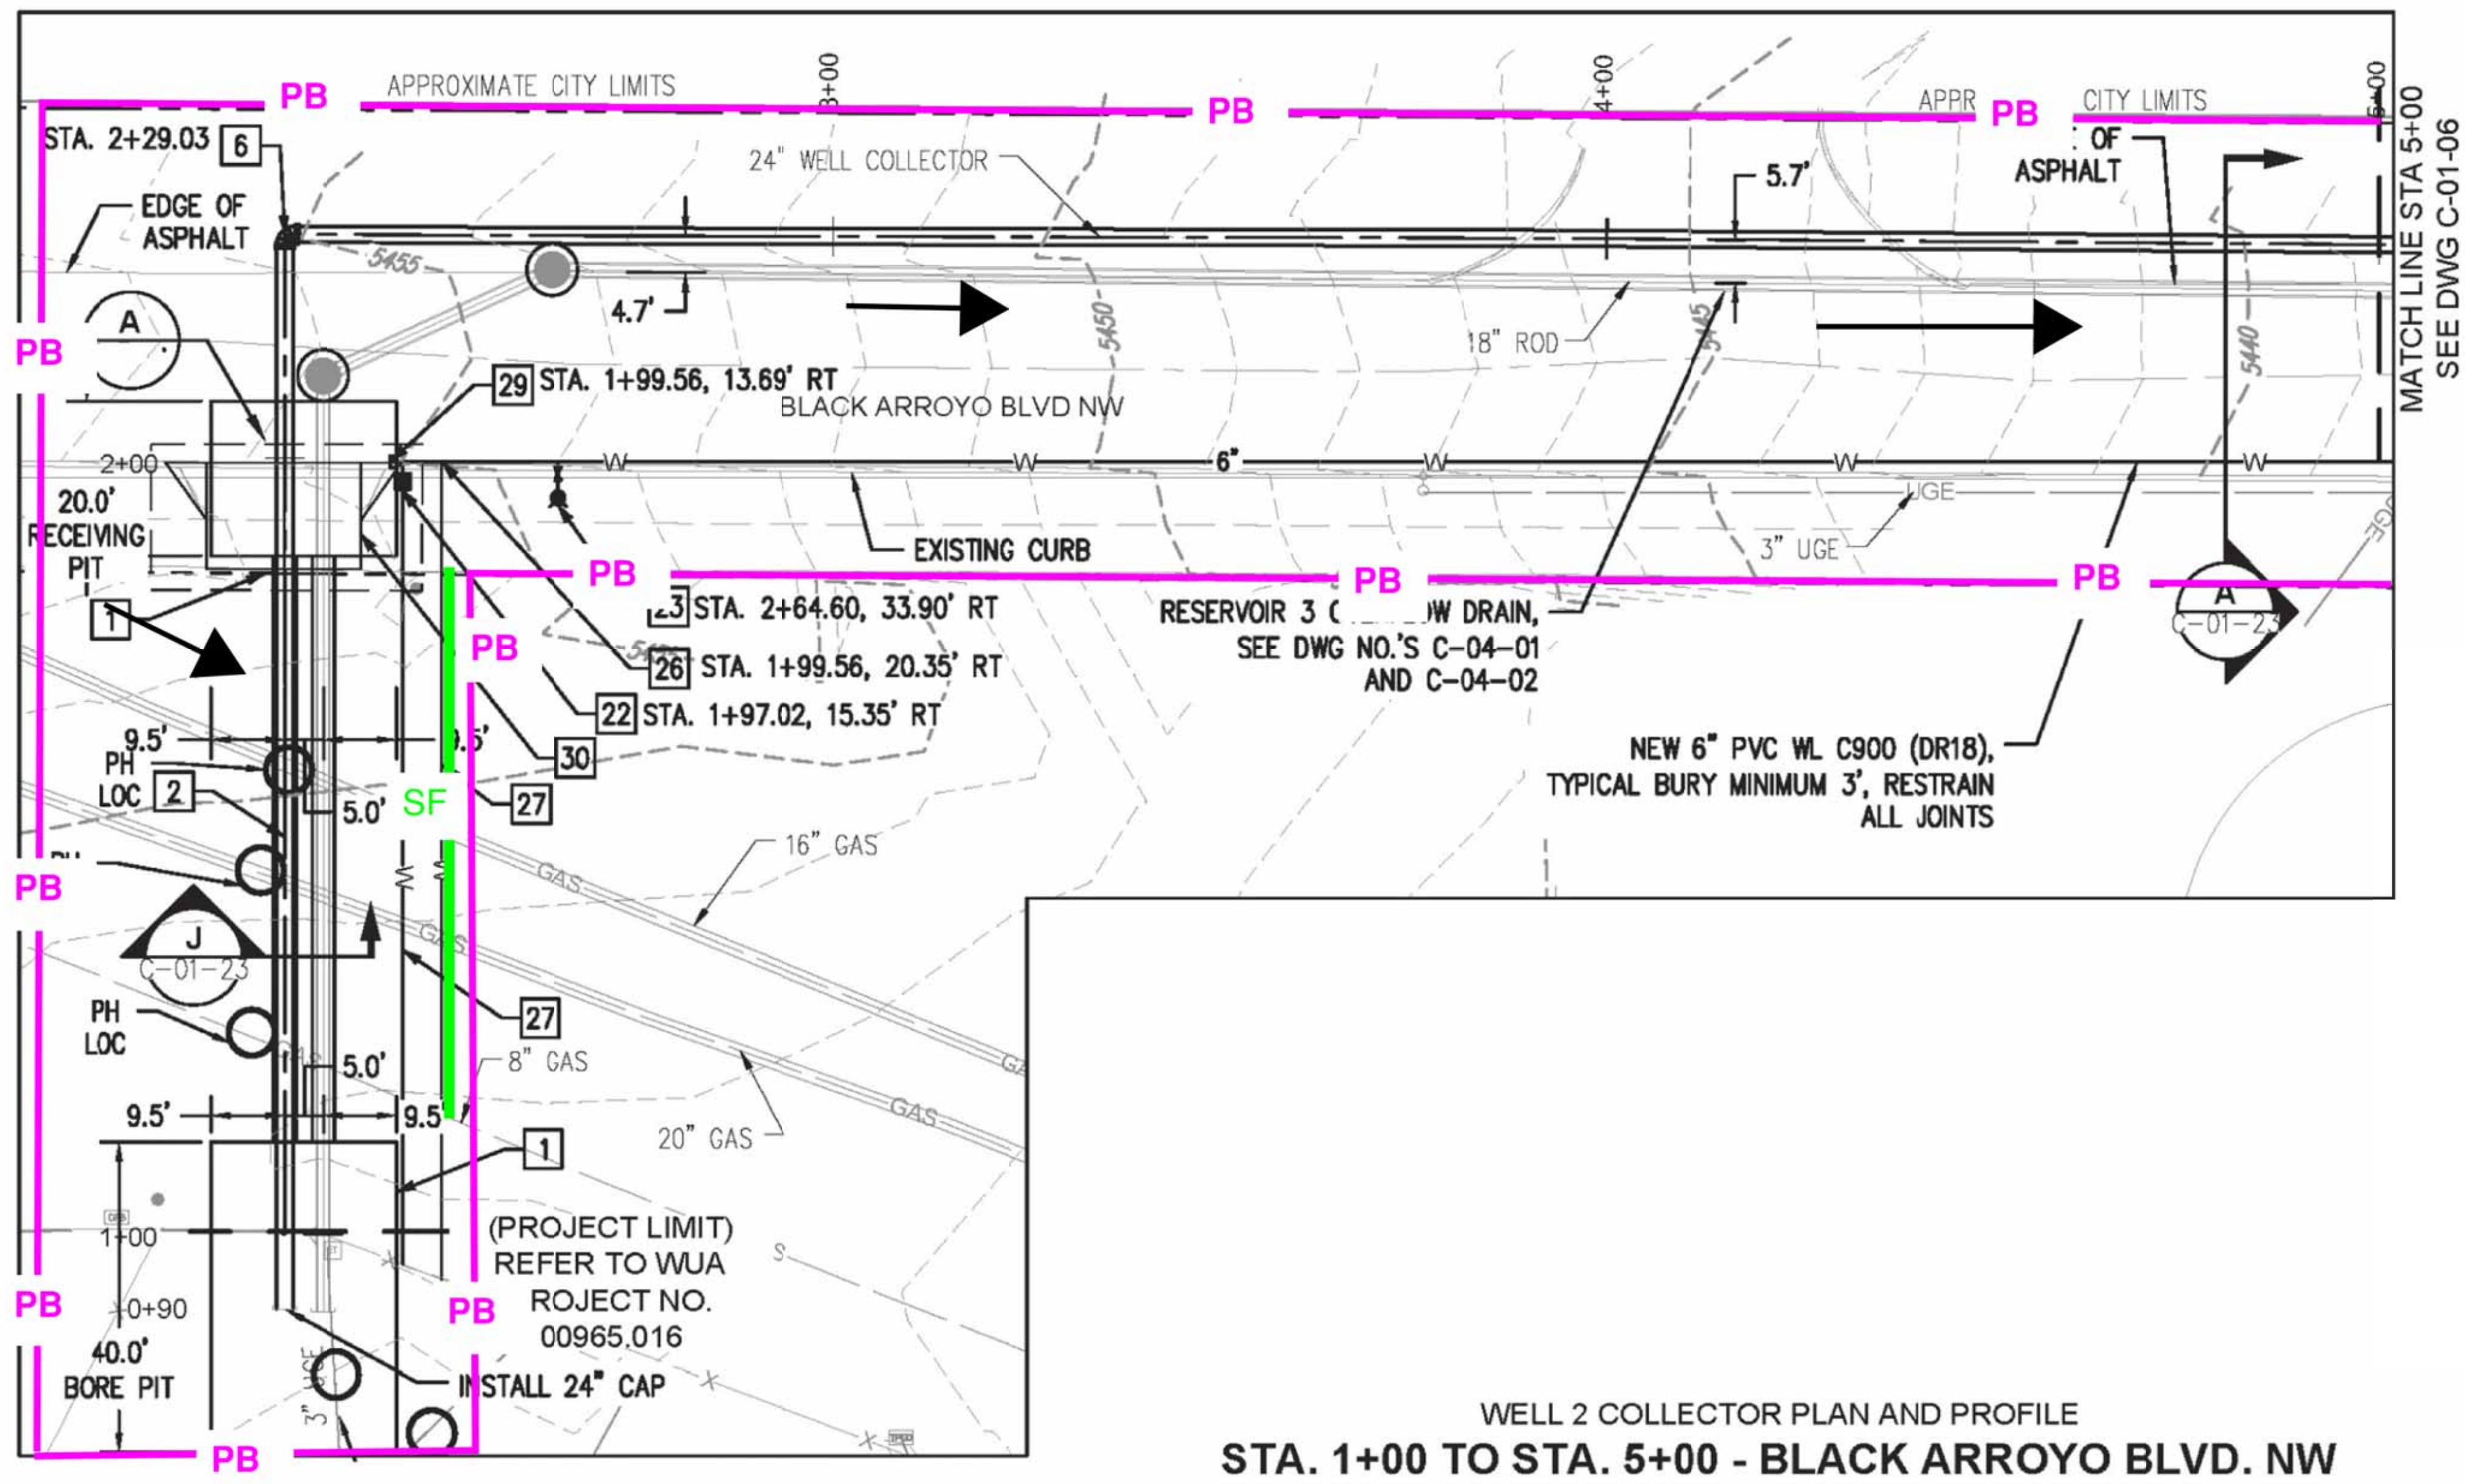 APPROXIMATE CITY LIMITS
PB
PB
PB
3+00
4+00
CITY LIMITS
MATCH LINE STA 5+00
SEE DWG C-01-06
STA. 2+29.03
6
24" WELL COLLECTOR
5.7'
OF
ASPHALT
EDGE OF
ASPHALT
5455
4.7'
5450
18" ROD
5445
5440
A
PB
29 STA. 1+99.56, 13.69' RT
BLACK ARROYO BLVD NW
2+00
W
W
6"
W
W
W
20.0'
RECEIVING
PIT
EXISTING CURB
UGE
3" UGE
UGE
PB
PB
PB
1
23 STA. 2+64.60, 33.90' RT
PB
26 STA. 1+99.56, 20.35' RT
22 STA. 1+97.02, 15.35' RT
30
27
RESERVOIR 3
DRAIN,
SEE DWG NO.'S C-04-01
AND C-04-02
A
C-01-23
NEW 6" PVC WL C900 (DR18),
TYPICAL BURY MINIMUM 3', RESTRAIN
ALL JOINTS
9.5'
9.5'
PH
LOC
2
5.0'
SF
16" GAS
GAS
GAS
PB
W
W
J
C-01-23
27
PH
LOC
5.0'
8" GAS
GAS
GAS
9.5'
9.5'
20" GAS
1
1+00
(PROJECT LIMIT)
REFER TO WUA
ROJECT NO.
00965.016
S
PB
0+90
PB
40.0'
BORE PIT
INSTALL 24" CAP
3" UGE
X
X
PB
WELL 2 COLLECTOR PLAN AND PROFILE
STA. 1+00 TO STA. 5+00 - BLACK ARROYO BLVD. NW